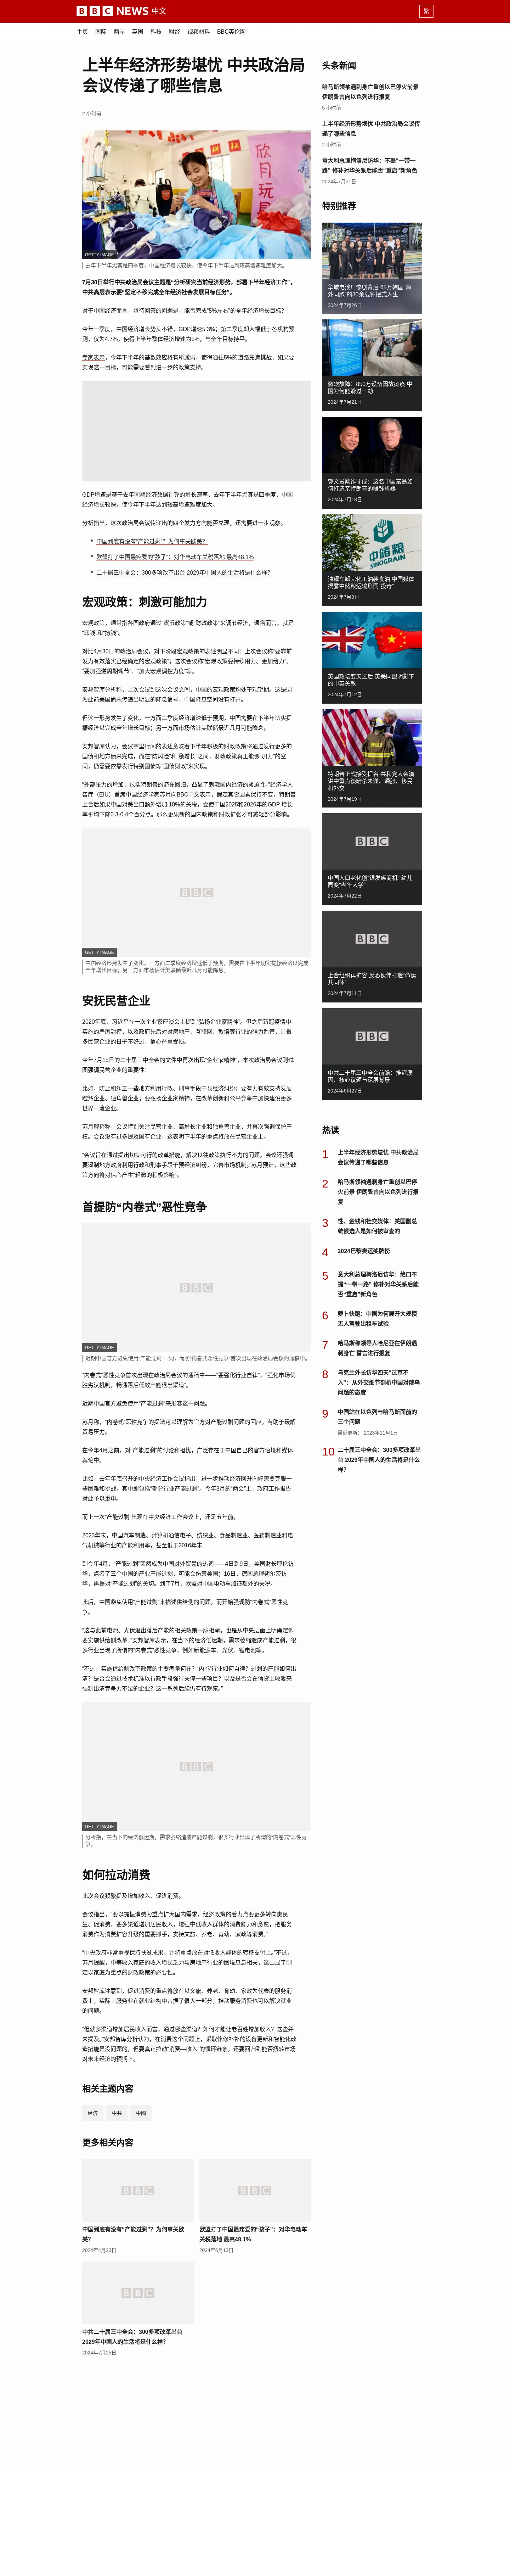 BBC NEWS 中文
繁
主页 国际 两岸 英国 科技 财经 视频材料 BBC英伦网
上半年经济形势堪忧 中共政治局
会议传递了哪些信息
2 小时前
GETTY IMAGE
去年下半年尤其是四季度，中国经济增长较快，使今年下半年达到较高增速难度加大。
7月30日举行中共政治局会议主题是“分析研究当前经济形势，部署下半年经济工作”，
中共高层表示要“坚定不移完成全年经济社会发展目标任务”。
对于中国经济而言，亟待回答的问题是，能否完成“5%左右”的全年经济增长目标？
今年一季度，中国经济增长势头不错，GDP增速5.3%；第二季度却大幅低于各机构预
测，仅为4.7%，使得上半年整体经济增速为5%，与全年目标持平。
专家表示，今年下半年的基数效应将有所减弱，使得通往5%的道路充满挑战，如果要
实现这一目标，可能需要看到进一步的政策支持。
GDP增速是基于去年同期经济数据计算的增长速率，去年下半年尤其是四季度，中国
经济增长较快，使今年下半年达到较高增速难度加大。
分析指出，这次政治局会议传递出的四个发力方向能否兑现，还需要进一步观察。
中国到底有没有“产能过剩”？为何事关欧美？
欧盟打了中国最疼爱的“孩子”：对华电动车关税落地 最高48.1%
二十届三中全会：300多项改革出台 2029年中国人的生活将是什么样？
宏观政策：刺激可能加力
宏观政策，通常指各国政府通过“货币政策”或“财政政策”来调节经济，通俗而言，就是
“印钱”和“撒钱”。
对比4月30日的政治局会议，对下阶段宏观政策的表述明显不同：上次会议称“要靠前
发力有效落实已经确定的宏观政策”；这次会议称“宏观政策要持续用力、更加给力”、
“要加强逆周期调节”、“加大宏观调控力度”等。
安邦智库分析称，上次会议到这次会议之间，中国的宏观政策均处于观望期。这是因
为此前美国尚未传递出明显的降息信号，中国降息空间没有打开。
但这一形势发生了变化，一方面二季度经济增速低于预期，中国需要在下半年切实提
振经济以完成全年增长目标；另一方面市场估计美联储最近几月可能降息。
安邦智库认为，会议字里行间的表述意味着下半年积极的财政政策将通过发行更多的
国债和地方债来完成，而在“防风险”和“稳增长”之间，财政政策真正能够“加力”的空
间，仍需要依靠发行特别国债等“国债财政”来实现。
“外部压力的增加，包括特朗普的潜在回归，凸显了刺激国内经济的紧迫性。”经济学人
智库（EIU）首席中国经济学家苏月向BBC中文表示，假定其它因素保持不变，特朗普
上台后如果中国对美出口额外增加 10%的关税，会使中国2025和2026年的GDP 增长
率平均下降0.3-0.4个百分点。那么更果断的国内政策和财政扩张才可减轻部分影响。
BBC
GETTY IMAGE
中国经济形势发生了变化，一方面二季度经济增速低于预期，需要在下半年切实提振经济以完成
全年增长目标；另一方面市场估计美联储最近几月可能降息。
安抚民营企业
2020年底，习近平在一次企业家座谈会上提到“弘扬企业家精神”，但之后新冠疫情中
实施的严厉封控，以及政府先后对对房地产、互联网、教培等行业的强力监管，让很
多民营企业的日子不好过，信心严重受损。
今年7月15日的二十届三中全会的文件中再次出现“企业家精神”，本次政治局会议则试
图强调民营企业的重要性：
比如，防止和纠正一些地方利用行政、刑事手段干预经济纠纷；要有力有效支持发展
瞪羚企业、独角兽企业；要弘扬企业家精神，在改革创新和公平竞争中加快建设更多
世界一流企业。
苏月解释称，会议特别关注民营企业、高增长企业和独角兽企业，并再次强调保护产
权。会议没有过多提及国有企业，这表明下半年的重点将放在民营企业上。
“会议旨在通过提出切实可行的改革措施，解决以往政策执行不力的问题。会议还强调
要遏制地方政府利用行政和刑事手段干预经济纠纷，完善市场机制。”苏月预计，这些政
策方向将对信心产生“轻微的积极影响”。
首提防“内卷式”恶性竞争
BBC
GETTY IMAGE
近期中国官方避免使用“产能过剩”一词，而防“内卷式恶性竞争”首次出现在政治局会议的通稿中。
“内卷式”恶性竞争首次出现在政治局会议的通稿中——“要强化行业自律”，“强化市场优
胜劣汰机制，畅通落后低效产能退出渠道”。
近期中国官方避免使用“产能过剩”来形容这一问题。
苏月称，“内卷式”恶性竞争的提法可以理解为官方对产能过剩问题的回应，有助于缓解
贸易压力。
在今年4月之前，对“产能过剩”的讨论和担忧，广泛存在于中国自己的官方语境和媒体
舆论中。
比如，去年年底召开的中央经济工作会议指出，进一步推动经济回升向好需要克服一
些困难和挑战，其中即包括“部分行业产能过剩”。今年3月的“两会”上，政府工作报告
对此予以重申。
而上一次“产能过剩”出现在中央经济工作会议上，还是五年前。
2023年末，中国汽车制造、计算机通信电子、纺织业、食品制造业、医药制造业和电
气机械等行业的产能利用率，甚至低于2016年末。
到今年4月，“产能过剩”突然成为中国对外贸易的热词——4日到9日，美国财长耶伦访
华，点名了三个中国的产业产能过剩，可能会伤害美国；16日，德国总理朔尔茨访
华，再提对“产能过剩”的关切。到了7月，欧盟对中国电动车加征额外的关税。
此后，中国避免使用“产能过剩”来描述供给侧的问题，而开始强调防“内卷式”恶性竞
争。
“这与此前电池、光伏退出落后产能的相关政策一脉相承，也是从中央层面上明确定调
要实施供给侧改革。”安邦智库表示，在当下的经济低迷期，需求萎缩造成产能过剩，很
多行业出现了所谓的“内卷式”恶性竞争，例如新能源车、光伏、锂电池等。
“不过，实施供给侧改革政策的主要考量何在？‘内卷’行业如何自律？过剩的产能如何出
清？是否会通过技术标准以行政手段强行关停一些项目？以及是否会在信贷上收紧来
强制出清竞争力不足的企业？这一系列后续仍有待观察。”
BBC
GETTY IMAGE
分析指，在当下的经济低迷期，需求萎缩造成产能过剩，很多行业出现了所谓的“内卷式”恶性竞
争。
如何拉动消费
此次会议频繁提及增加收入、促进消费。
会议指出，“要以提振消费为重点扩大国内需求，经济政策的着力点要更多转向惠民
生、促消费，要多渠道增加居民收入，增强中低收入群体的消费能力和意愿，把服务
消费作为消费扩容升级的重要抓手，支持文旅、养老、育幼、家政等消费。”
“中央政府非常重视保持扶贫成果，并将重点放在对低收入群体的转移支付上。”不过，
苏月提醒，中等收入家庭的收入增长乏力与房地产行业的困境息息相关，这凸显了制
定以家庭为重点的财政政策的必要性。
安邦智库注意到，促进消费的重点将放在以文旅、养老、育幼、家政为代表的服务消
费上，实际上服务业在就业结构中占据了很大一部分，推动服务消费也可以解决就业
的问题。
“但就多渠道增加居民收入而言，通过哪些渠道？如何才能让老百姓增加收入？这些并
未提及。”安邦智库分析认为，在消费这个问题上，采取修修补补的设备更新和智能化改
造措施是没问题的，但要真正拉动“消费—收入”的循环链条，还要回归到能否扭转市场
对未来经济的预期上。
相关主题内容
经济 中共 中國
更多相关内容
BBC BBC
中国到底有没有“产能过剩”？为何事关欧
美？
2024年4月23日
欧盟打了中国最疼爱的“孩子”：对华电动车
关税落地 最高48.1%
2024年6月13日
BBC
中共二十届三中全会：300多项改革出台
2029年中国人的生活将是什么样？
2024年7月25日
头条新闻
哈马斯领袖遇刺身亡重创以巴停火前景
伊朗誓言向以色列进行报复
5 小时前
上半年经济形势堪忧 中共政治局会议传
递了哪些信息
2 小时前
意大利总理梅洛尼访华：不提“一带一
路” 修补对华关系后能否“重启”新角色
2024年7月31日
特别推荐
华城电池厂惨剧背后 65万韩国“海
外同胞”的30余载钟摆式人生
2024年7月26日
微软故障：850万设备因故瘫痪 中
国为何能躲过一劫
2024年7月21日
郭文贵欺诈罪成：这名中国富翁如
何打造亲特朗普的赚钱机器
2024年7月18日
中储粮
SINOGRAIN
油罐车卸完化工油装食油 中国媒体
揭露中储粮运输形同“投毒”
2024年7月9日
英国政坛变天过后 英美同盟阴影下
的中英关系
2024年7月12日
特朗普正式接受提名 共和党大会演
讲中重点谈暗杀未遂、通胀、移民
和外交
2024年7月19日
BBC
中国人口老化创“银发族商机” 幼儿
园变“老年大学”
2024年7月22日
BBC
上合组织再扩容 反恐伙伴打造“命运
共同体”
2024年7月11日
BBC
中共二十届三中全会前瞻：推迟原
因、核心议题与深层背景
2024年6月27日
热读
1 上半年经济形势堪忧 中共政治局
会议传递了哪些信息
2 哈马斯领袖遇刺身亡重创以巴停
火前景 伊朗誓言向以色列进行报
复
3 性、金钱和社交媒体：美国副总
统候选人是如何被审查的
4 2024巴黎奥运奖牌榜
5 意大利总理梅洛尼访华：绝口不
提“一带一路” 修补对华关系后能
否“重启”新角色
6 萝卜快跑：中国为何展开大规模
无人驾驶出租车试验
7 哈马斯称领导人哈尼亚在伊朗遇
刺身亡 誓言进行报复
8 乌克兰外长访华四天“过京不
入”：从外交细节剖析中国对俄乌
问题的态度
9 中国站在以色列与哈马斯面前的
三个问题
最近更新： 2023年11月1日
10 二十届三中全会：300多项改革出
台 2029年中国人的生活将是什么
样？